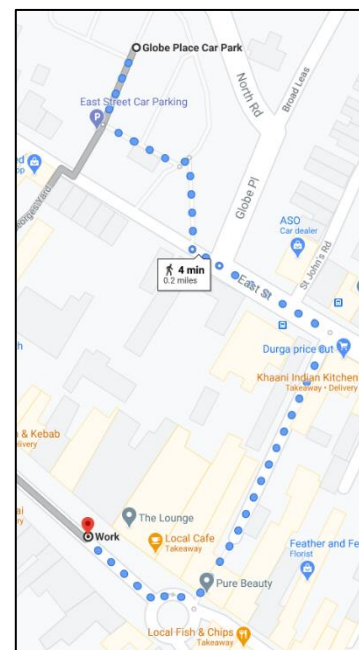 Globe Place Car Park
North Rd
Broad Leas
East Street Car Parking
P
Georges Yard
Globe Pl
ASO
Car dealer
St John's Rd
4 min
0.2 miles
East St
Durga price Cut
Khaani Indian Kitchen
Takeaway • Delivery
& Kebab
The Lounge
Work
Local Cafe
Takeaway
Feather and Fe
Florist
Pure Beauty
Local Fish & Chips
Takeaway